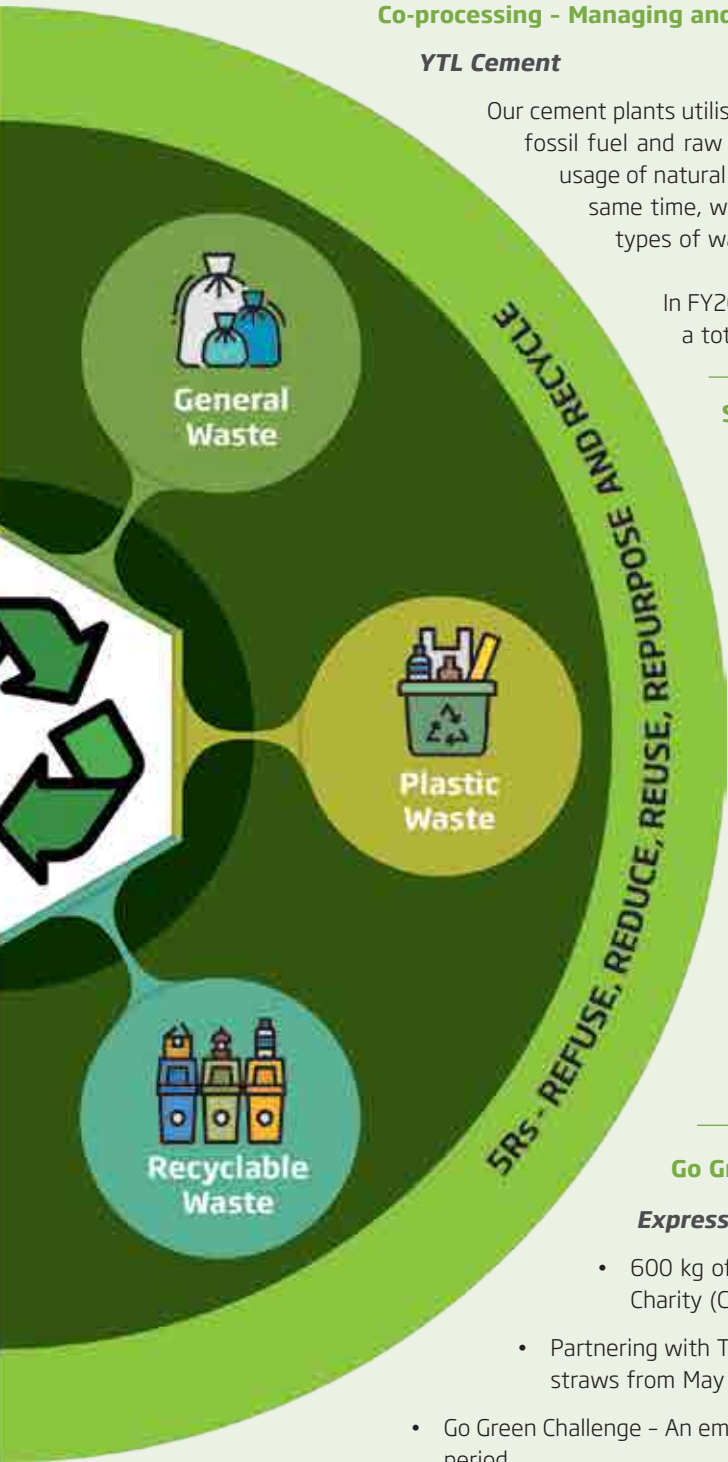 Co-processing – Managing and
YTL Cement
Our cement plants utilis
fossil fuel and raw
usage of natural
same time, w
types of wa
In FY20
a tot
S
General
Waste
Plastic
Waste
Recyclable
Waste
5Rs - REFUSE, REDUCE, REUSE, REPURPOSE AND RECYCLE
Go Gr
Express
• 600 kg of
Charity (C
• Partnering with T
straws from May
• Go Green Challenge – An em
period